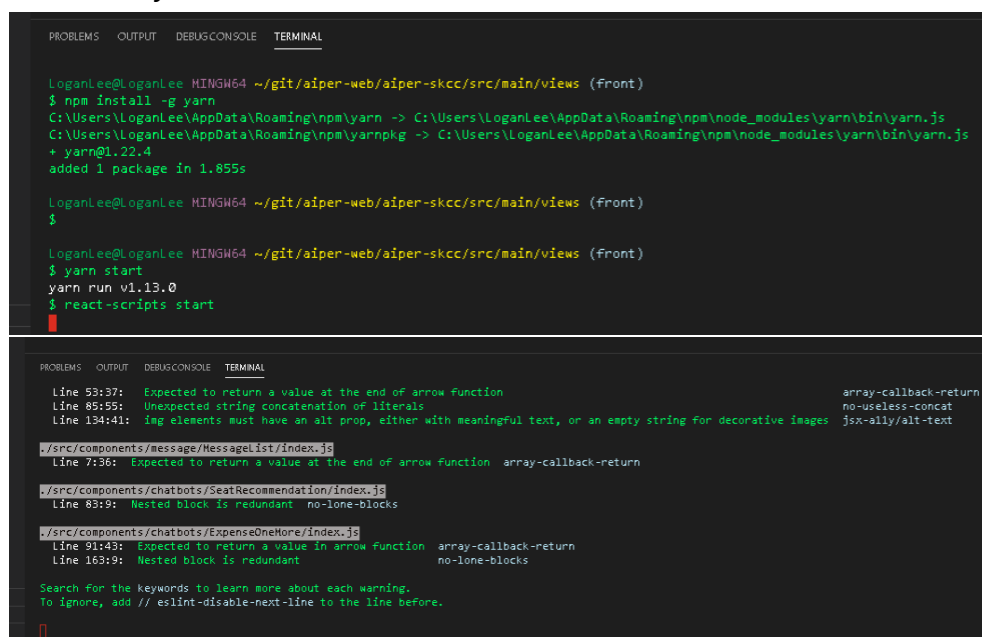 PROBLEMS OUTPUT DEBUG CONSOLE TERMINAL
LoganLee@LoganLee MINGW64 ~/git/aiper-web/aiper-skcc/src/main/views (front)
$ npm install -g yarn
C:\Users\LoganLee\AppData\Roaming\npm\yarn -> C:\Users\LoganLee\AppData\Roaming\npm\node_modules\yarn\bin\yarn.js
C:\Users\LoganLee\AppData\Roaming\npm\yarnpkg -> C:\Users\LoganLee\AppData\Roaming\npm\node_modules\yarn\bin\yarn.js
+ yarn@1.22.4
added 1 package in 1.855s
LoganLee@LoganLee MINGW64 ~/git/aiper-web/aiper-skcc/src/main/views (front)
$
LoganLee@LoganLee MINGW64 ~/git/aiper-web/aiper-skcc/src/main/views (front)
$ yarn start
yarn run v1.13.0
$ react-scripts start
PROBLEMS OUTPUT DEBUG CONSOLE TERMINAL
Line 53:37: Expected to return a value at the end of arrow function array-callback-return
Line 85:55: Unexpected string concatenation of literals no-useless-concat
Line 134:41: img elements must have an alt prop, either with meaningful text, or an empty string for decorative images jsx-a11y/alt-text
./src/components/message/MessageList/index.js
Line 7:36: Expected to return a value at the end of arrow function array-callback-return
./src/components/chatbots/SeatRecommendation/index.js
Line 83:9: Nested block is redundant no-lone-blocks
./src/components/chatbots/ExpenseOneMore/index.js
Line 91:43: Expected to return a value in arrow function array-callback-return
Line 163:9: Nested block is redundant no-lone-blocks
Search for the keywords to learn more about each warning.
To ignore, add // eslint-disable-next-line to the line before.